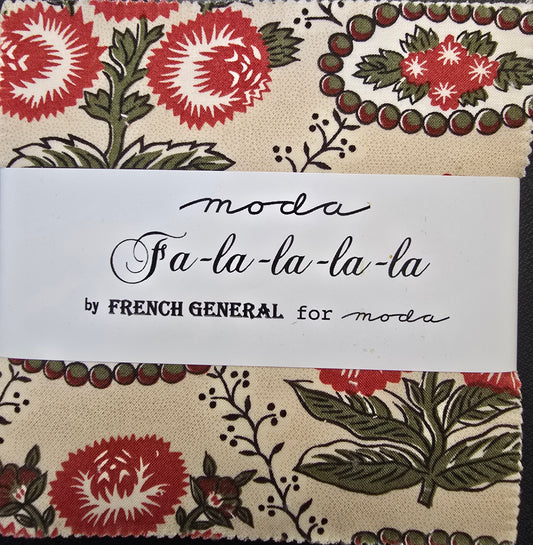 moda
Fa-la-la-la-la
by FRENCH GENERAL for moda